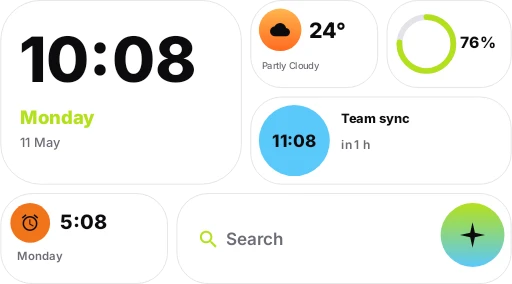 10:08
Monday
11 May
24°
Partly Cloudy
76%
11:08
Team sync
in 1 h
5:08
Monday
Search